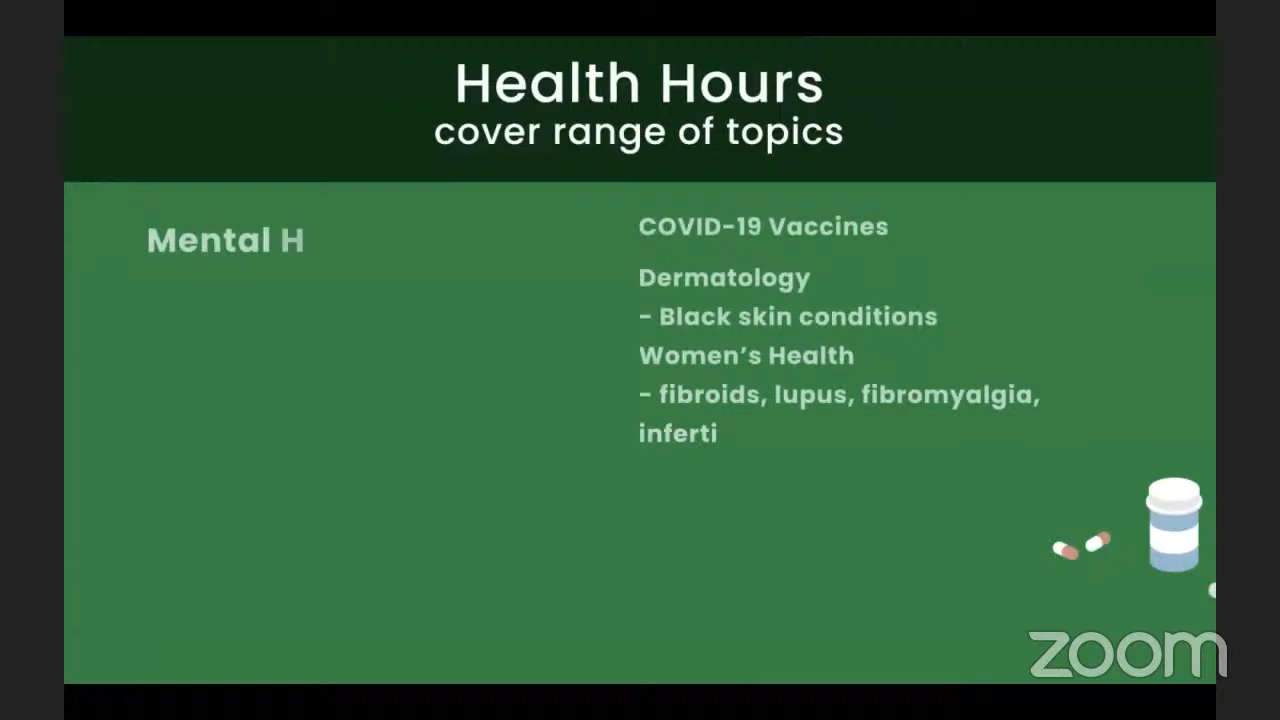 Health Hours
cover range of topics
Mental H
COVID-19 Vaccines
Dermatology
- Black skin conditions
Women’s Health
- fibroids, lupus, fibromyalgia,
inferti
zoom